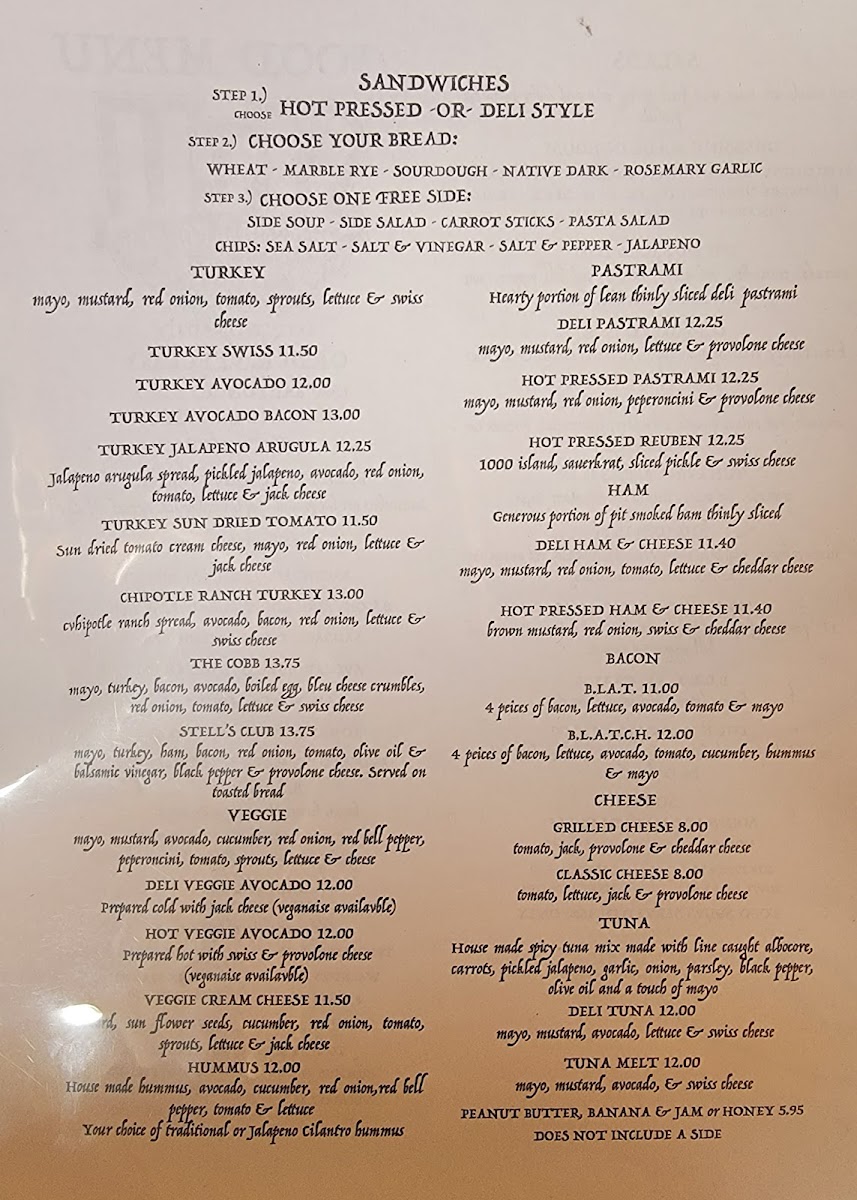 SANDWICHES
STEP 1.) CHOOSE HOT PRESSED -OR- DELI STYLE
STEP 2.) CHOOSE YOUR BREAD:
WHEAT - MARBLE RYE - SOURDOUGH - NATIVE DARK - ROSEMARY GARLIC
STEP 3.) CHOOSE ONE FREE SIDE:
SIDE SOUP - SIDE SALAD - CARROT STICKS - PASTA SALAD
CHIPS: SEA SALT - SALT & VINEGAR - SALT & PEPPER - JALAPENO
TURKEY
mayo, mustard, red onion, tomato, sprouts, lettuce & swiss
cheese
TURKEY SWISS 11.50
TURKEY AVOCADO 12.00
TURKEY AVOCADO BACON 13.00
TURKEY JALAPENO ARUGULA 12.25
Jalapeno arugula spread, pickled jalapeno, avocado, red onion,
tomato, lettuce & jack cheese
TURKEY SUN DRIED TOMATO 11.50
Sun dried tomato cream cheese, mayo, red onion, lettuce &
jack cheese
CHIPOTLE RANCH TURKEY 13.00
cvhipotle ranch spread, avocado, bacon, red onion, lettuce &
swiss cheese
THE COBB 13.75
mayo, turkey, bacon, avocado, boiled egg, bleu cheese crumbles,
red onion, tomato, lettuce & swiss cheese
STELL'S CLUB 13.75
mayo, turkey, ham, bacon, red onion, tomato, olive oil &
balsamic vinegar, black pepper & provolone cheese. Served on
toasted bread
VEGGIE
mayo, mustard, avocado, cucumber, red onion, red bell pepper,
peperoncini, tomato, sprouts, lettuce & cheese
DELI VEGGIE AVOCADO 12.00
Prepared cold with jack cheese (veganaise availavble)
HOT VEGGIE AVOCADO 12.00
Prepared hot with swiss & provolone cheese
(veganaise availavble)
VEGGIE CREAM CHEESE 11.50
sun flower seeds, cucumber, red onion, tomato,
sprouts, lettuce & jack cheese
HUMMUS 12.00
House made hummus, avocado, cucumber, red onion,red bell
pepper, tomato & lettuce
Your choice of traditional or Jalapeno Cilantro hummus
PASTRAMI
Hearty portion of lean thinly sliced deli pastrami
DELI PASTRAMI 12.25
mayo, mustard, red onion, lettuce & provolone cheese
HOT PRESSED PASTRAMI 12.25
mayo, mustard, red onion, peperoncini & provolone cheese
HOT PRESSED REUBEN 12.25
1000 island, sauerkrat, sliced pickle & swiss cheese
HAM
Generous portion of pit smoked ham thinly sliced
DELI HAM & CHEESE 11.40
mayo, mustard, red onion, tomato, lettuce & cheddar cheese
HOT PRESSED HAM & CHEESE 11.40
brown mustard, red onion, swiss & cheddar cheese
BACON
B.L.A.T. 11.00
4 peices of bacon, lettuce, avocado, tomato & mayo
B.L.A.T.C.H. 12.00
4 peices of bacon, lettuce, avocado, tomato, cucumber, hummus
& mayo
CHEESE
GRILLED CHEESE 8.00
tomato, jack, provolone & cheddar cheese
CLASSIC CHEESE 8.00
tomato, lettuce, jack & provolone cheese
TUNA
House made spicy tuna mix made with line caught albocore,
carrots, pickled jalapeno, garlic, onion, parsley, black pepper,
olive oil and a touch of mayo
DELI TUNA 12.00
mayo, mustard, avocado, lettuce & swiss cheese
TUNA MELT 12.00
mayo, mustard, avocado, & swiss cheese
PEANUT BUTTER, BANANA & JAM or HONEY 5.95
DOES NOT INCLUDE A SIDE